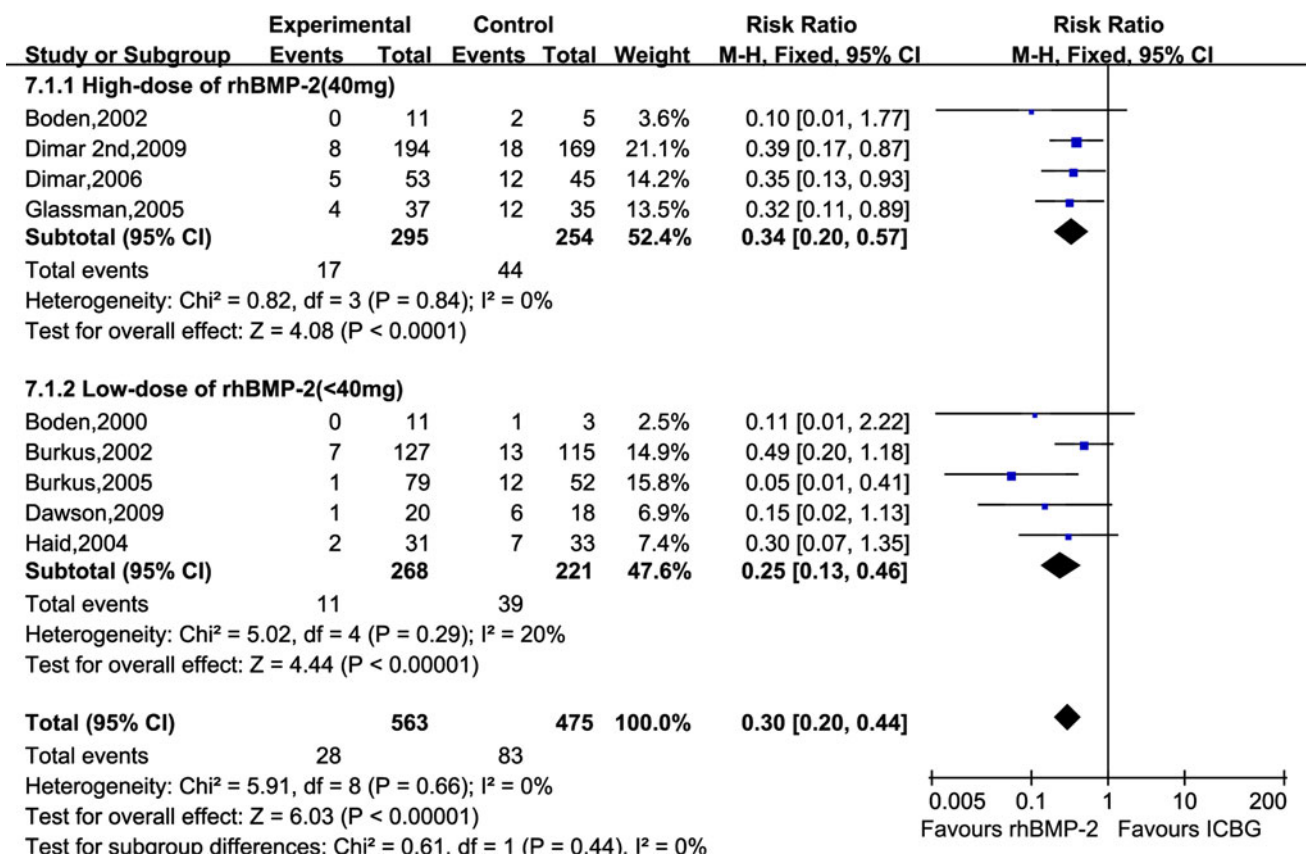 Experimental Control Risk Ratio Risk Ratio
Study or Subgroup Events Total Events Total Weight M-H, Fixed, 95% CI M-H, Fixed, 95% CI
7.1.1 High-dose of rhBMP-2(40mg)
Boden,2002 0 11 2 5 3.6% 0.10 [0.01, 1.77]
Dimar 2nd,2009 8 194 18 169 21.1% 0.39 [0.17, 0.87]
Dimar,2006 5 53 12 45 14.2% 0.35 [0.13, 0.93]
Glassman,2005 4 37 12 35 13.5% 0.32 [0.11, 0.89]
Subtotal (95% CI) 295 254 52.4% 0.34 [0.20, 0.57]
Total events 17 44
Heterogeneity: Chi² = 0.82, df = 3 (P = 0.84); I² = 0%
Test for overall effect: Z = 4.08 (P < 0.0001)
7.1.2 Low-dose of rhBMP-2(<40mg)
Boden,2000 0 11 1 3 2.5% 0.11 [0.01, 2.22]
Burkus,2002 7 127 13 115 14.9% 0.49 [0.20, 1.18]
Burkus,2005 1 79 12 52 15.8% 0.05 [0.01, 0.41]
Dawson,2009 1 20 6 18 6.9% 0.15 [0.02, 1.13]
Haid,2004 2 31 7 33 7.4% 0.30 [0.07, 1.35]
Subtotal (95% CI) 268 221 47.6% 0.25 [0.13, 0.46]
Total events 11 39
Heterogeneity: Chi² = 5.02, df = 4 (P = 0.29); I² = 20%
Test for overall effect: Z = 4.44 (P < 0.00001)
Total (95% CI) 563 475 100.0% 0.30 [0.20, 0.44]
Total events 28 83
Heterogeneity: Chi² = 5.91, df = 8 (P = 0.66); I² = 0%
Test for overall effect: Z = 6.03 (P < 0.00001)
Test for subgroup differences: Chi² = 0.61, df = 1 (P = 0.44), I² = 0%
0.005 0.1 1 10 200
Favours rhBMP-2 Favours ICBG